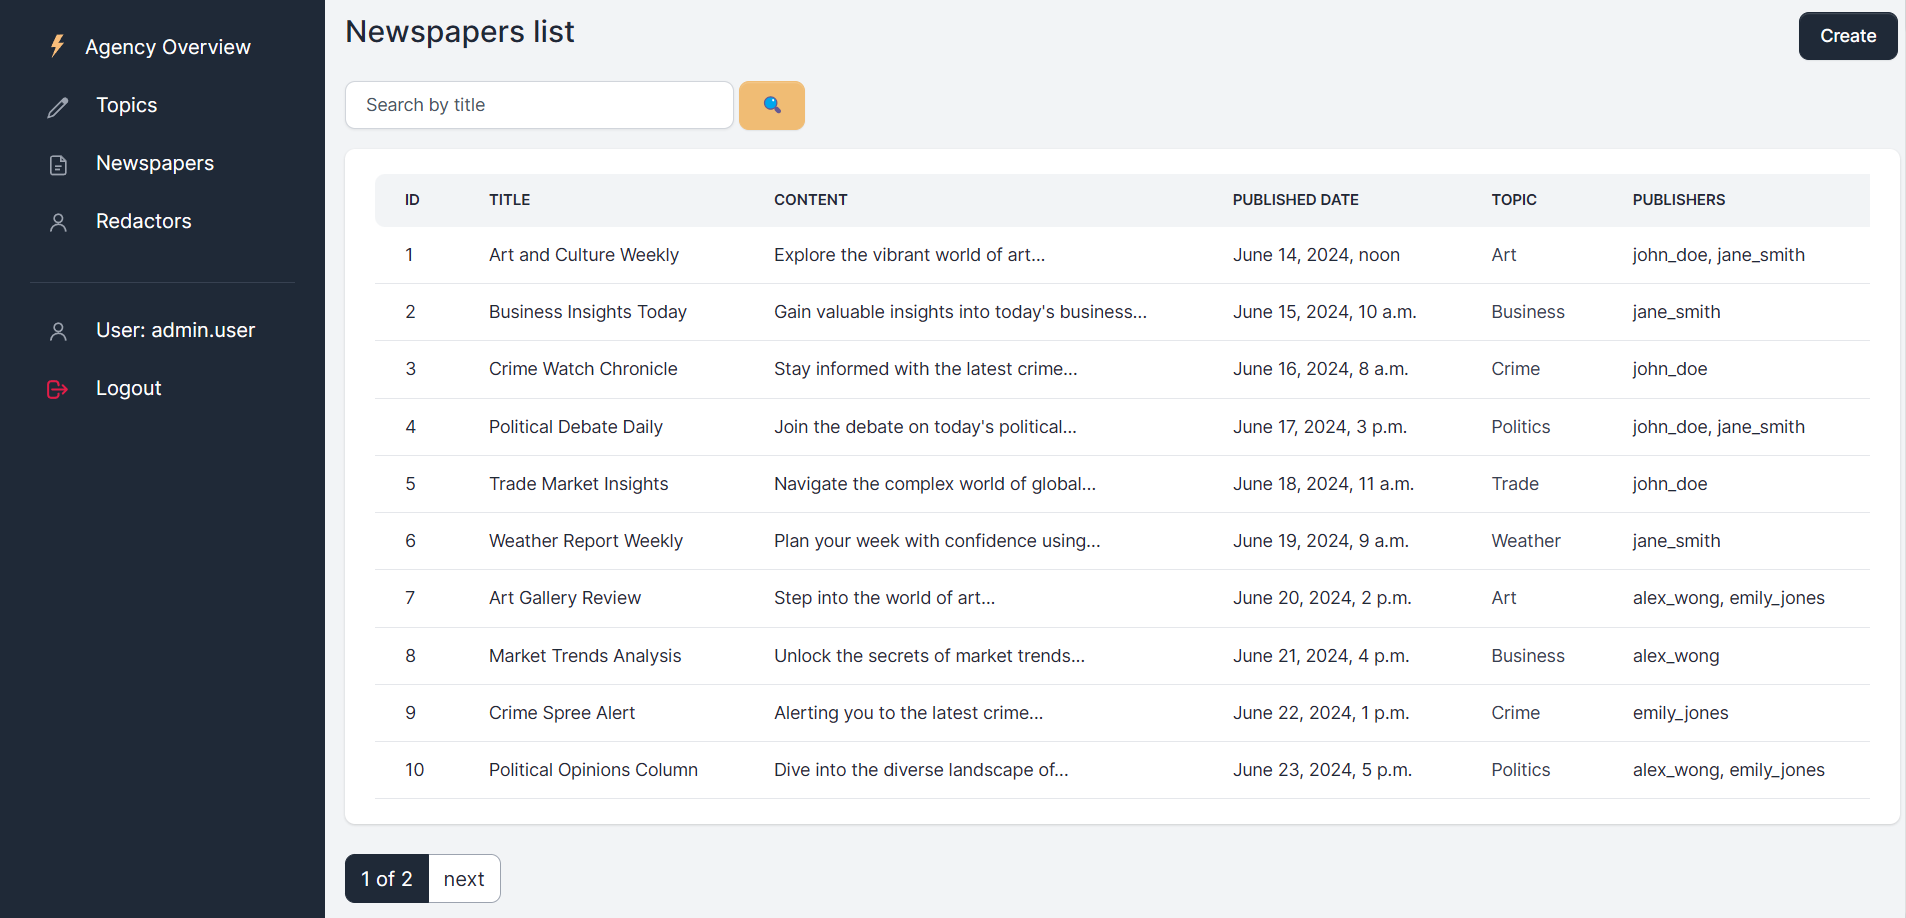 Agency Overview
Topics
Newspapers
Redactors
User: admin.user
Logout
Newspapers list
Create
Search by title
ID TITLE CONTENT PUBLISHED DATE TOPIC PUBLISHERS
1 Art and Culture Weekly Explore the vibrant world of art... June 14, 2024, noon Art john_doe, jane_smith
2 Business Insights Today Gain valuable insights into today's business... June 15, 2024, 10 a.m. Business jane_smith
3 Crime Watch Chronicle Stay informed with the latest crime... June 16, 2024, 8 a.m. Crime john_doe
4 Political Debate Daily Join the debate on today's political... June 17, 2024, 3 p.m. Politics john_doe, jane_smith
5 Trade Market Insights Navigate the complex world of global... June 18, 2024, 11 a.m. Trade john_doe
6 Weather Report Weekly Plan your week with confidence using... June 19, 2024, 9 a.m. Weather jane_smith
7 Art Gallery Review Step into the world of art... June 20, 2024, 2 p.m. Art alex_wong, emily_jones
8 Market Trends Analysis Unlock the secrets of market trends... June 21, 2024, 4 p.m. Business alex_wong
9 Crime Spree Alert Alerting you to the latest crime... June 22, 2024, 1 p.m. Crime emily_jones
10 Political Opinions Column Dive into the diverse landscape of... June 23, 2024, 5 p.m. Politics alex_wong, emily_jones
1 of 2 next